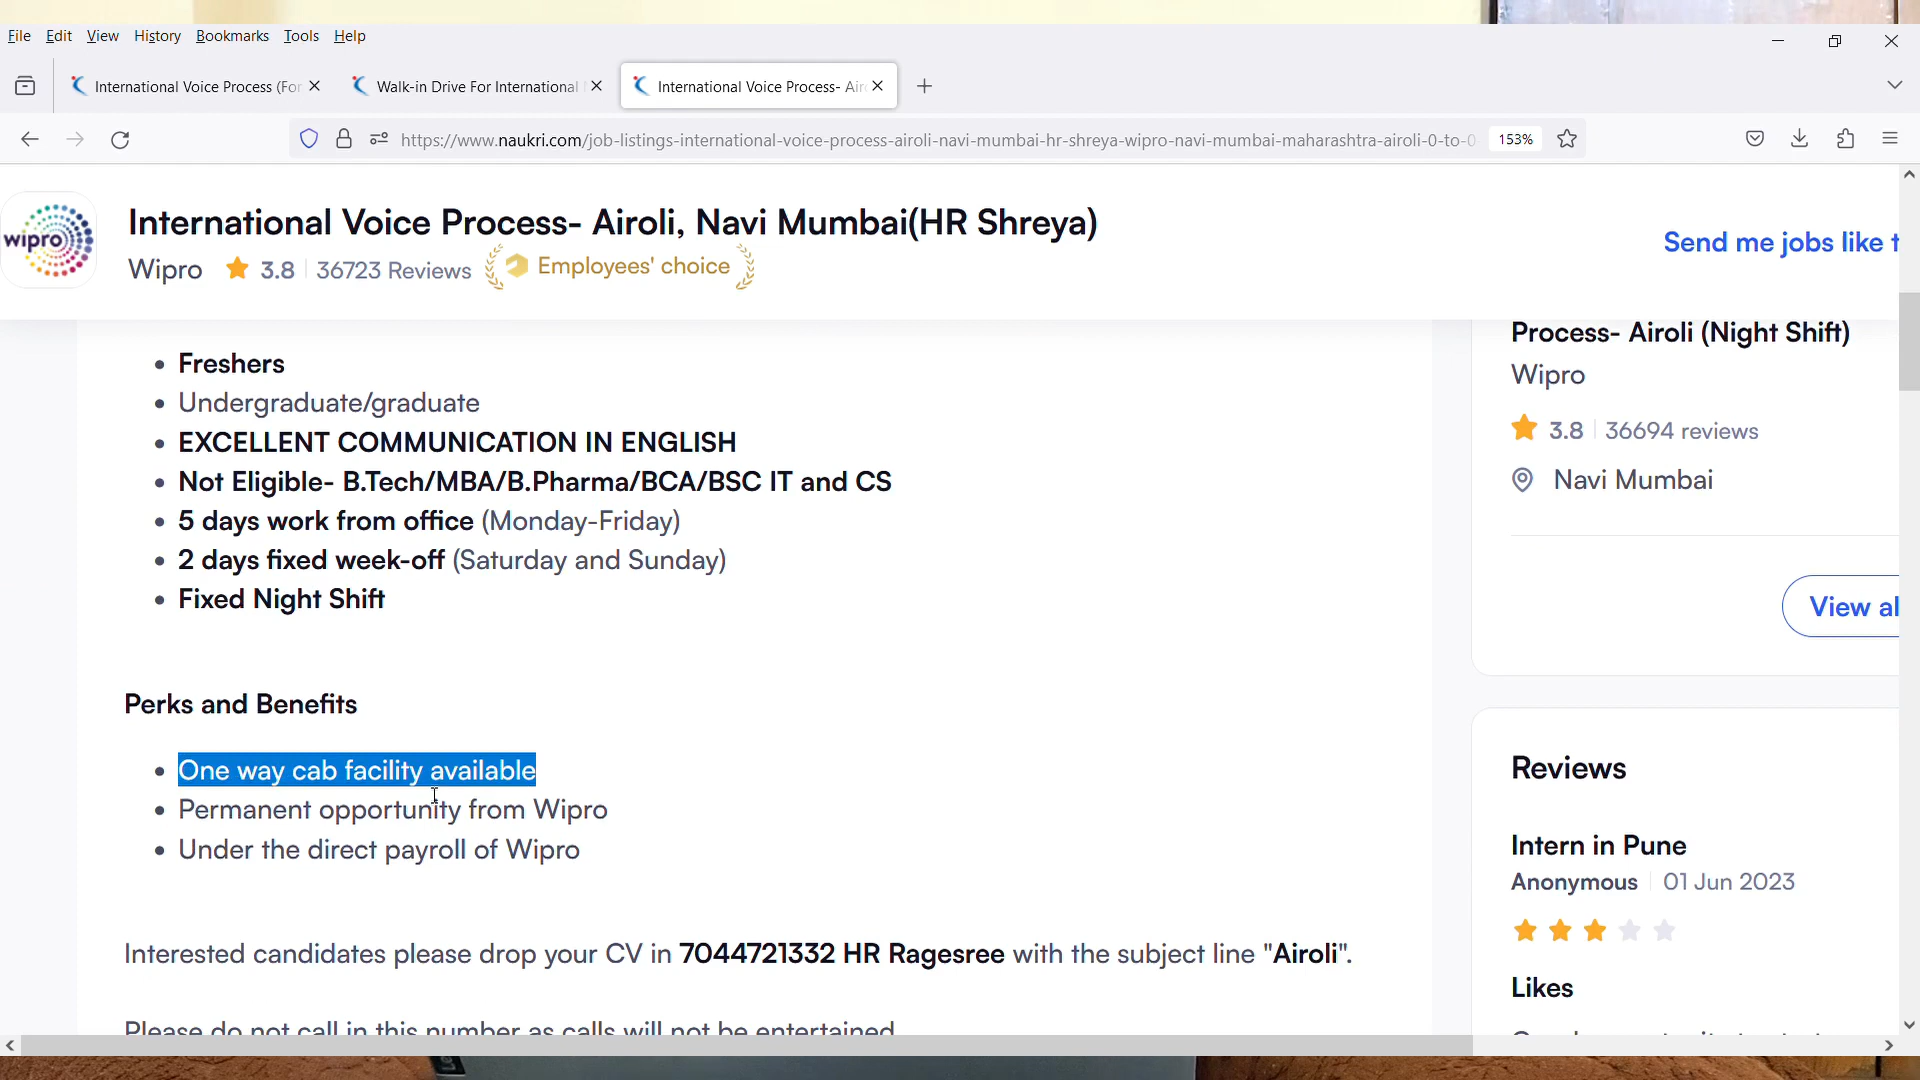 File Edit View History Bookmarks Tools Help
International Voice Process (For
Walk-in Drive For International
International Voice Process- Air
https://www.naukri.com/job-listings-international-voice-process-airoli-navi-mumbai-hr-shreya-wipro-navi-mumbai-maharashtra-airoli-0-to-0
153%
wipro
International Voice Process- Airoli, Navi Mumbai(HR Shreya)
Wipro 3.8 36723 Reviews Employees' choice
Send me jobs like t
Freshers
Undergraduate/graduate
EXCELLENT COMMUNICATION IN ENGLISH
Not Eligible- B.Tech/MBA/B.Pharma/BCA/BSC IT and CS
5 days work from office (Monday-Friday)
2 days fixed week-off (Saturday and Sunday)
Fixed Night Shift
Perks and Benefits
One way cab facility available
Permanent opportunity from Wipro
Under the direct payroll of Wipro
Interested candidates please drop your CV in 7044721332 HR Ragesree with the subject line "Airoli".
Please do not call in this number as calls will not be entertained
Process- Airoli (Night Shift)
Wipro
3.8 36694 reviews
Navi Mumbai
View al
Reviews
Intern in Pune
Anonymous 01 Jun 2023
Likes